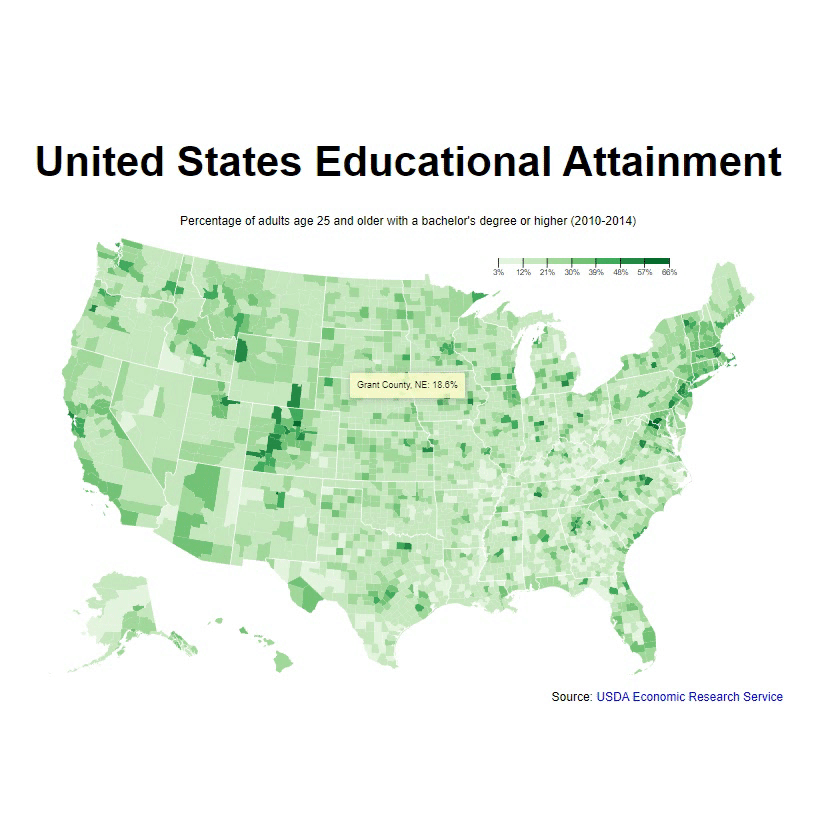 United States Educational Attainment
Percentage of adults age 25 and older with a bachelor's degree or higher (2010-2014)
3% 12% 21% 30% 39% 48% 57% 66%
Grant County, NE: 18.6%
Source: USDA Economic Research Service